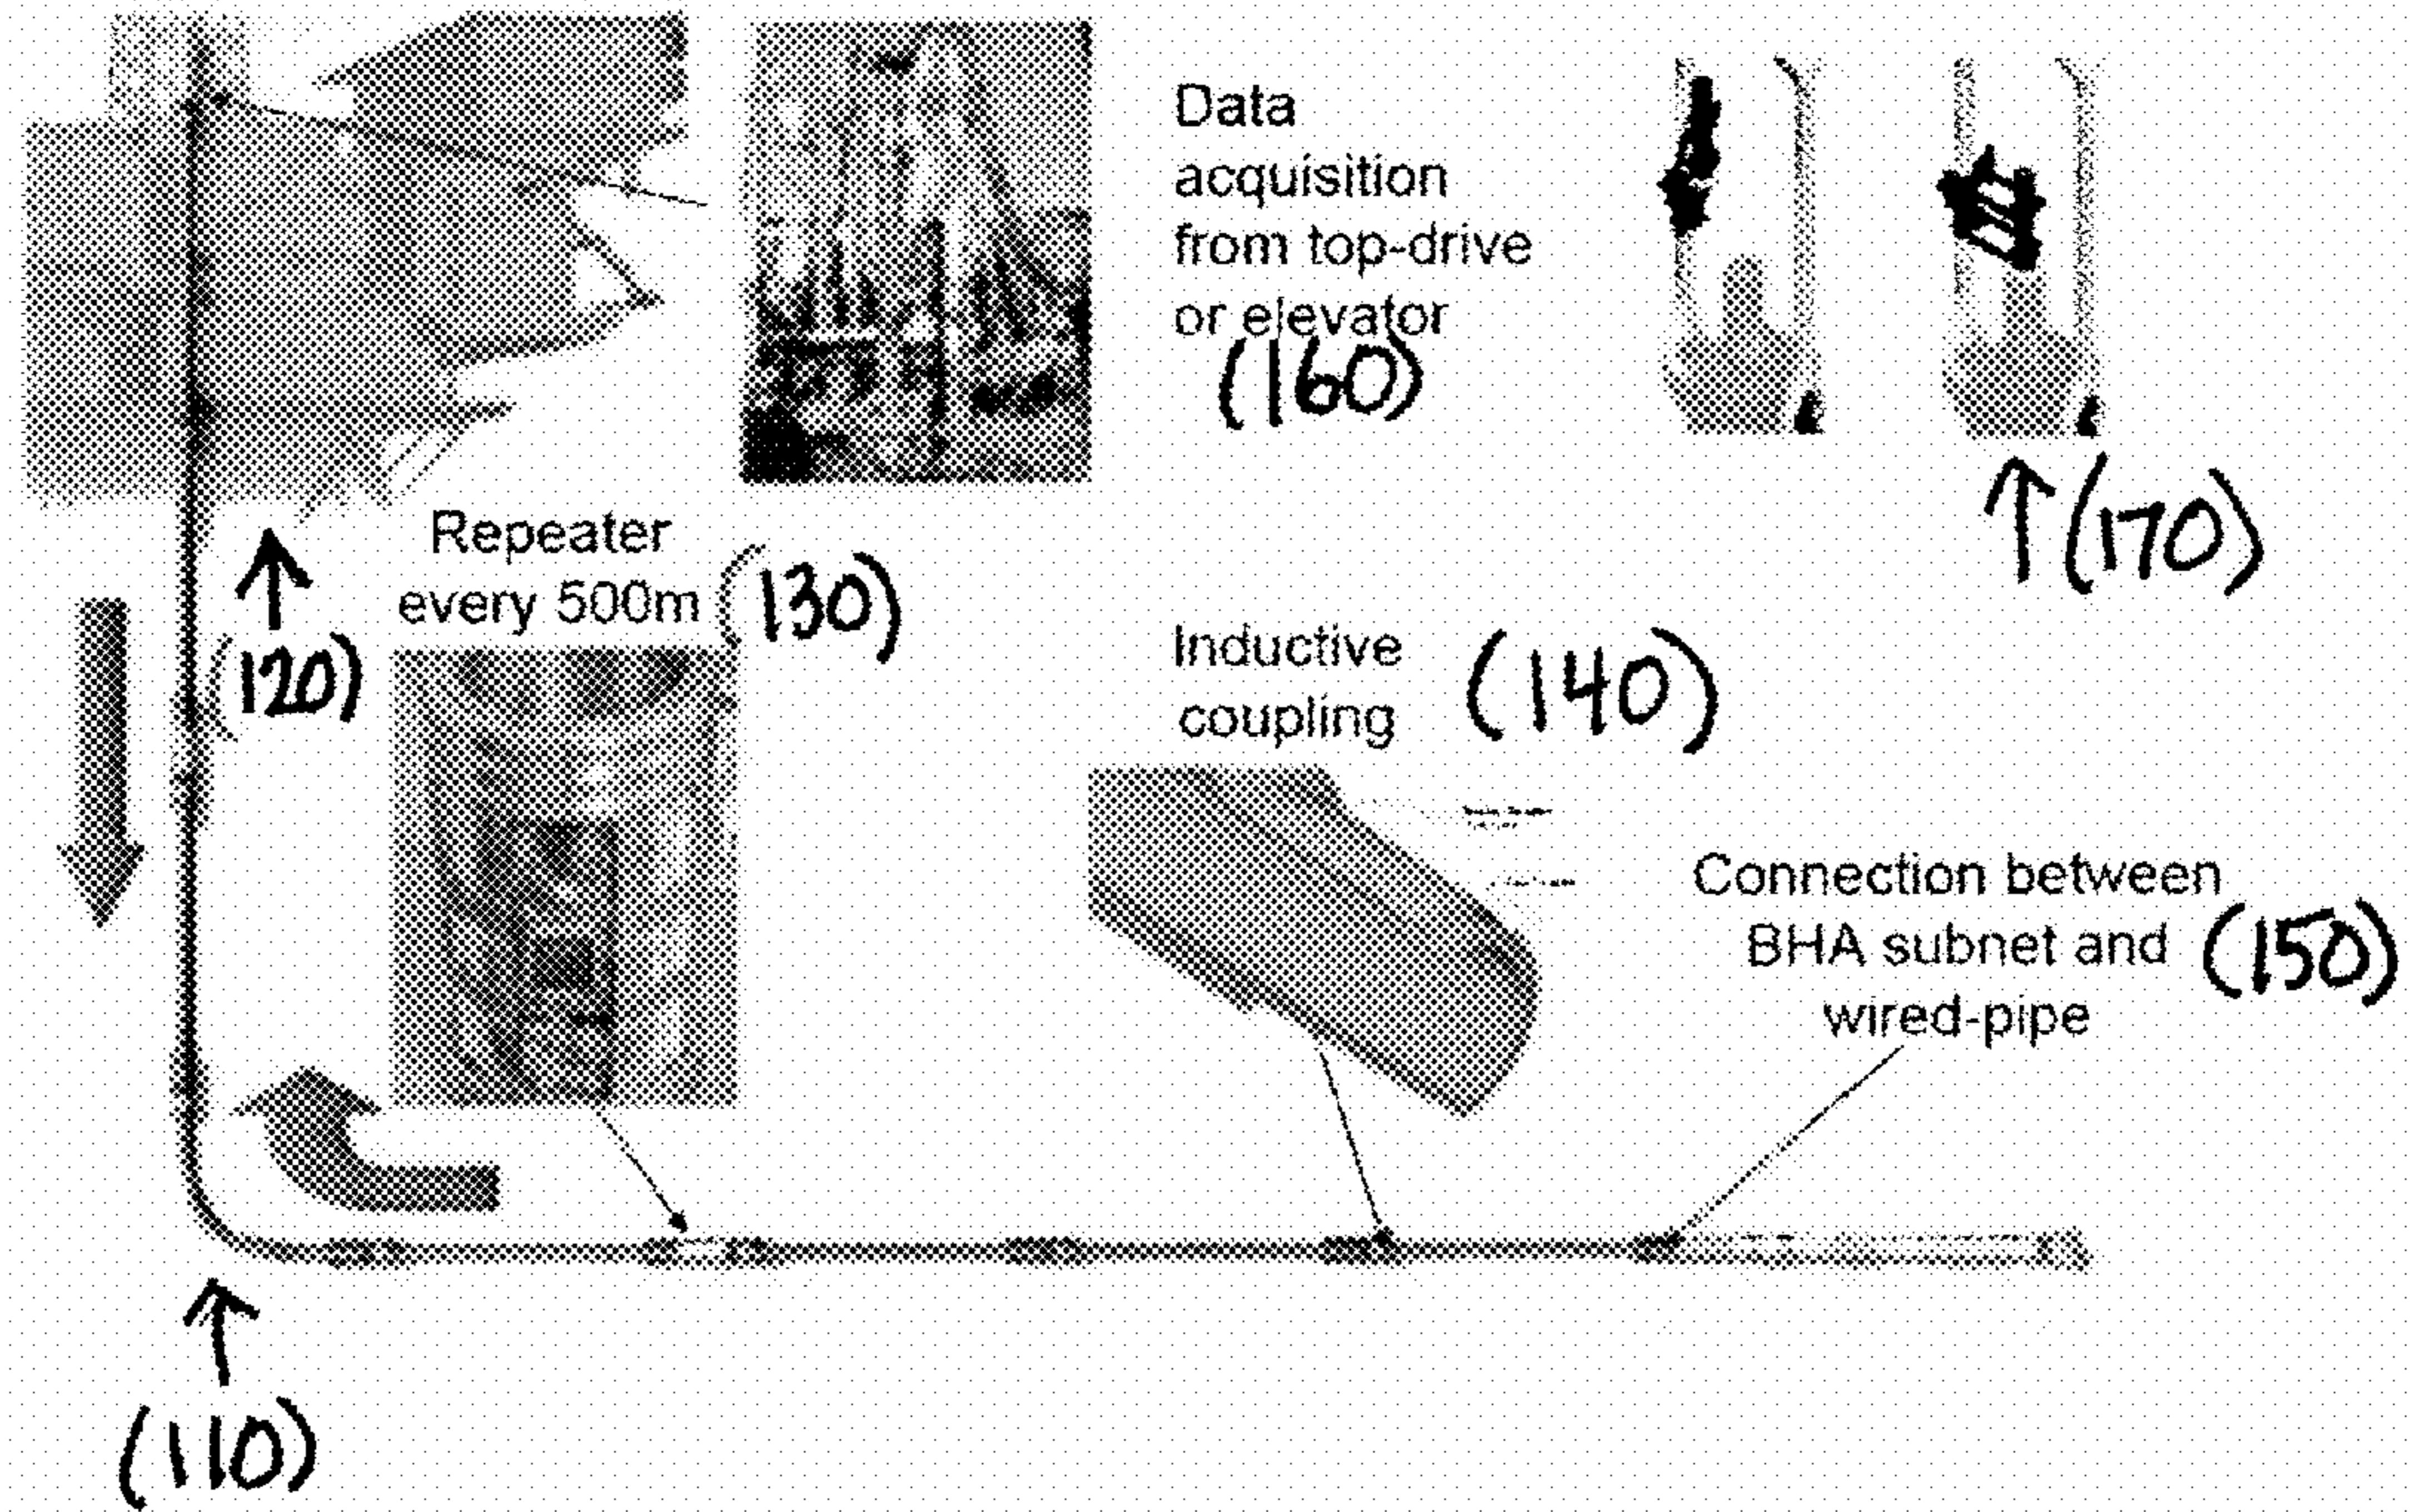 Data
acquisition
from top-drive
or elevator
(160)
(170)
Repeater
every 500m (130)
(120)
Inductive
coupling (140)
Connection between
BHA subnet and (150)
wired-pipe
(110)